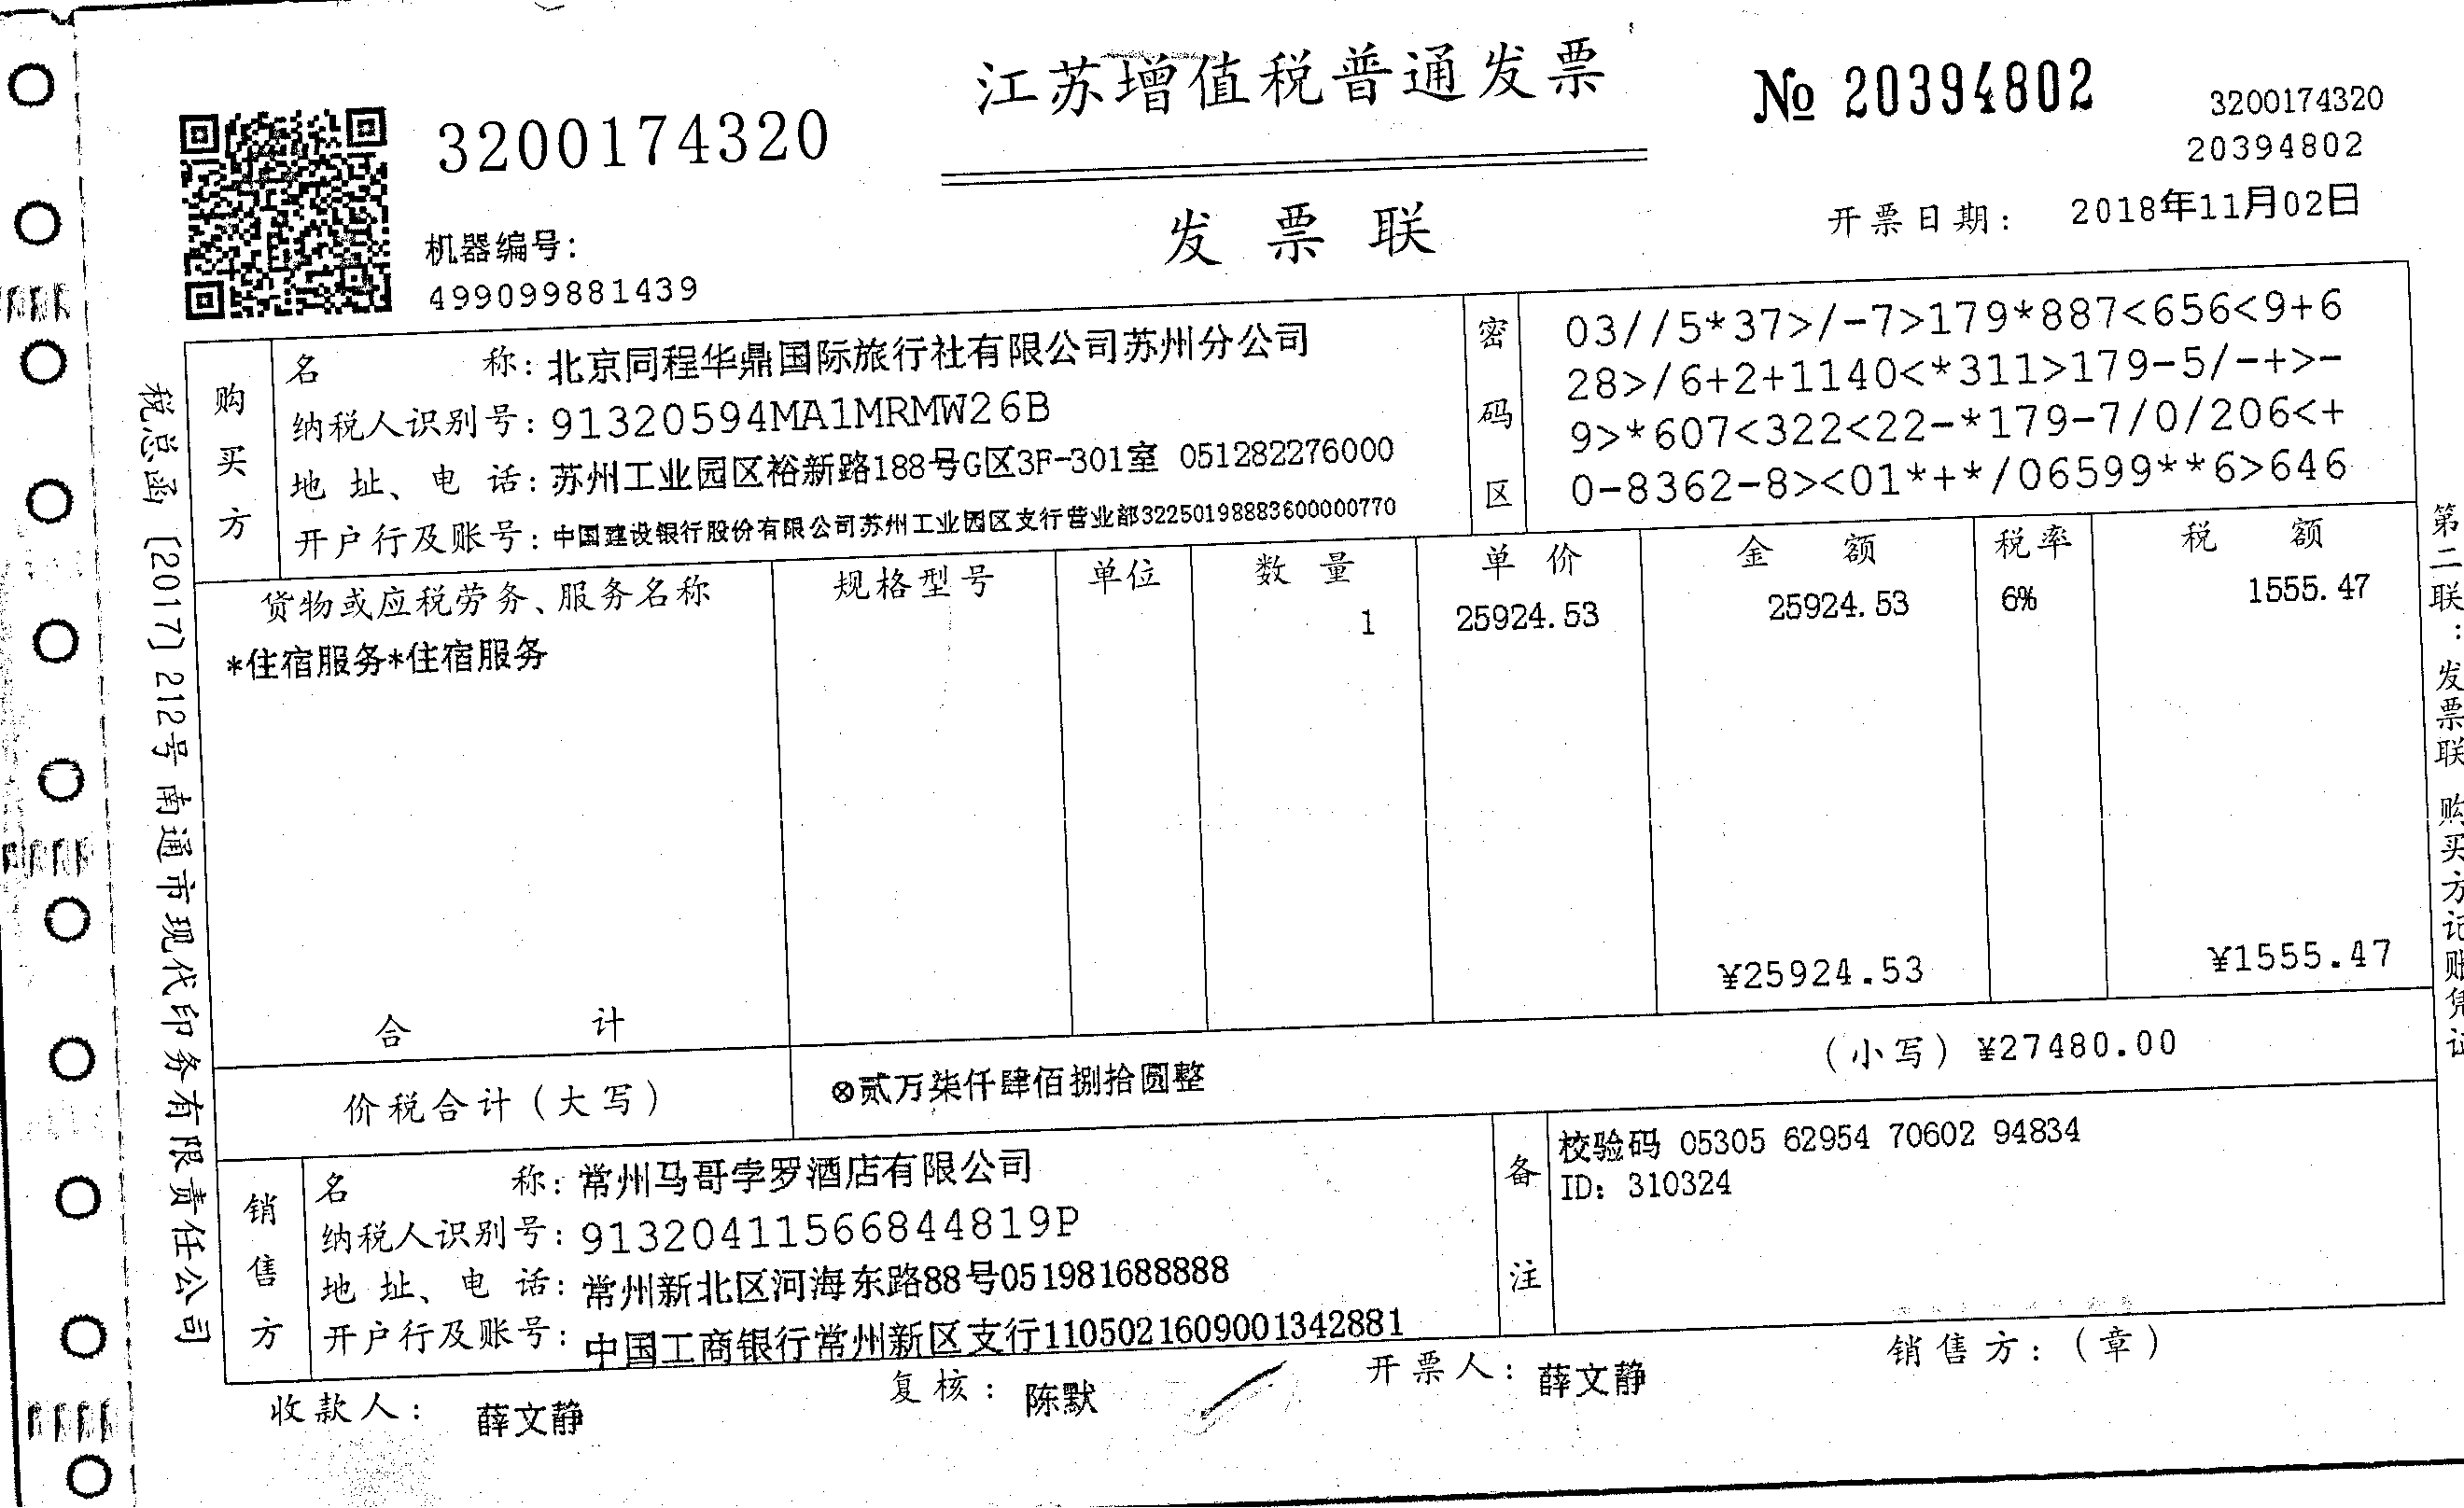 江苏增值税普通发票
3200174320
№ 20394802
3200174320
20394802
发票联
开票日期: 2018年11月02日
机器编号:
499099881439
购买方
名称: 北京同程华鼎国际旅行社有限公司苏州分公司
纳税人识别号: 91320594MA1MRMW26B
地址、电话: 苏州工业园区裕新路188号G区3F-301室 051282276000
开户行及账号: 中国建设银行股份有限公司苏州工业园区支行营业部32250198883600000770
密码区
03//5*37>/-7>179*887<656<9+6
28>/6+2+1140<*311>179-5/-+>-
9>*607<322<22-*179-7/0/206<+
0-8362-8><01*+*/06599**6>646
货物或应税劳务、服务名称 规格型号 单位 数量 单价 金额 税率 税额
*住宿服务*住宿服务 1 25924.53 25924.53 6% 1555.47
合计 ¥25924.53 ¥1555.47
价税合计(大写) ⊗贰万柒仟肆佰捌拾圆整 (小写) ¥27480.00
销售方
名称: 常州马哥孛罗酒店有限公司
纳税人识别号: 91320411566844819P
地址、电话: 常州新北区河海东路88号051981688888
开户行及账号: 中国工商银行常州新区支行1105021609001342881
备注
校验码 05305 62954 70602 94834
ID: 310324
收款人: 薛文静 复核: 陈默 开票人: 薛文静 销售方: (章)
税总函〔2017〕212号 南通市现代印务有限责任公司
第二联: 发票联 购买方记账凭证